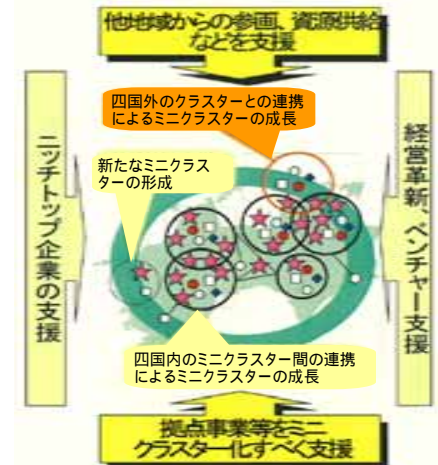 他地域からの参画、資源供給
などを支援
四国外のクラスターとの連携
によるミニクラスターの成長
新たなミニクラス
ターの形成
ニッチトップ企業の支援
経営革新、ベンチャー支援
四国内のミニクラスター間の連携
によるミニクラスターの成長
拠点事業等をミニ
クラスター化すべく支援